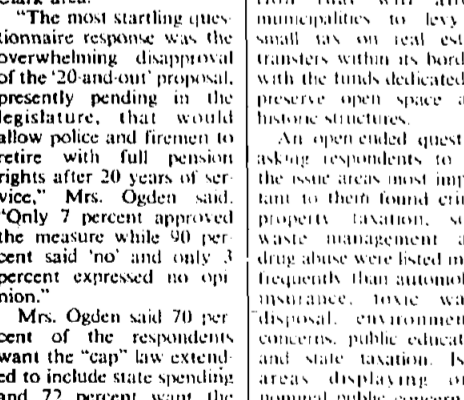 Clark area.
"The most startling ques-
tionnaire response was the
overwhelming disapproval
of the '20-and-out' proposal,
presently pending in the
legislature, that would
allow police and firemen to
retire with full pension
rights after 20 years of ser-
vice," Mrs. Ogden said.
"Only 7 percent approved
the measure while 90 per-
cent said 'no' and only 3
percent expressed no opi-
nion."
Mrs. Ogden said 70 per-
cent of the respondents
want the "cap" law extend-
ed to include state spending
and 72 percent want the
municipalities to levy
small tax on real est
transfers within its bord
with the funds dedicated
preserve open space a
historic structures.
An open ended quest
asking respondents to
the issue areas most imp
tant to them found cri
property taxation, so
waste management a
drug abuse were listed m
frequently than automol
insurance, toxic wa
disposal, environmen
concerns, public educat
and state taxation. Is
areas displaying o
nominal public concern